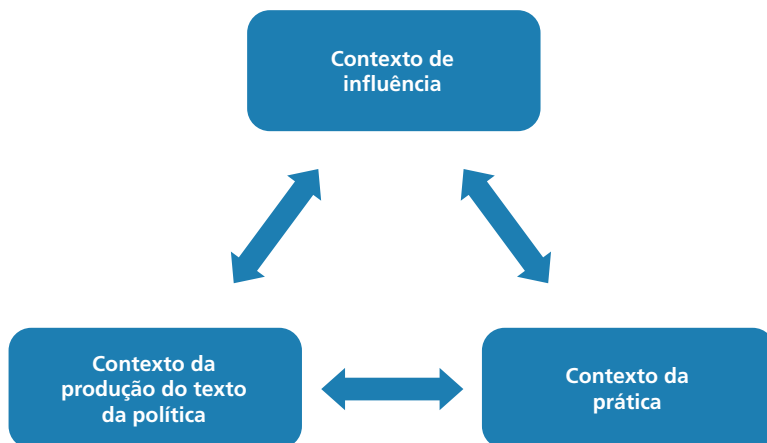 Contexto de
influência
Contexto da
produção do texto
da política
Contexto da
prática